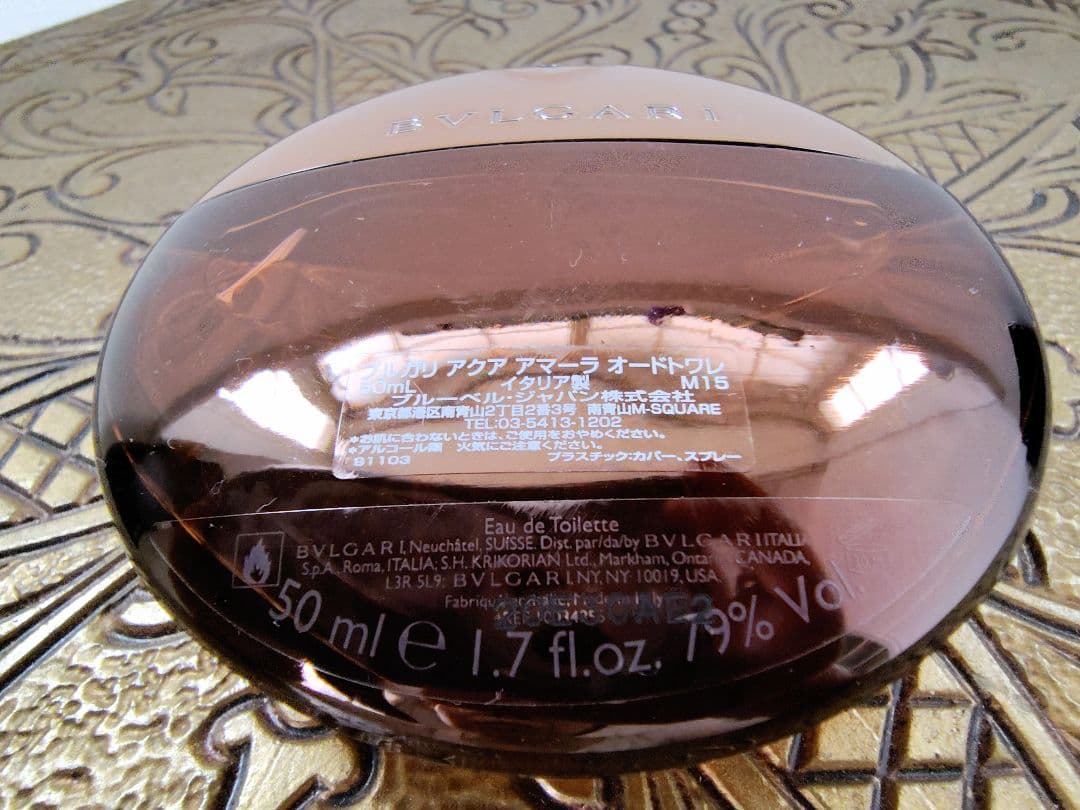 BVLGARI
ブルガリ アクア アマーラ オードトワレ
50mL イタリア製 M15
ブルーベル・ジャパン株式会社
東京都港区南青山2丁目2番3号 南青山M-SQUARE
TEL:03-5413-1202
*お肌に合わないときは、ご使用をおやめください。
*アルコール高 火気にご注意ください。
91103 プラスチック:カバー、スプレー
Eau de Toilette
BVLGARI, Neuchâtel, SUISSE. Dist. par/da/by BVLGARI ITALIA
S.p.A., Roma, ITALIA; S.H. KRIKORIAN Ltd., Markham, Ontario, CANADA,
L3R 5L9; BVLGARI NY, NY 10019, USA
50 ml e 1.7 fl.oz. 79% Vol.